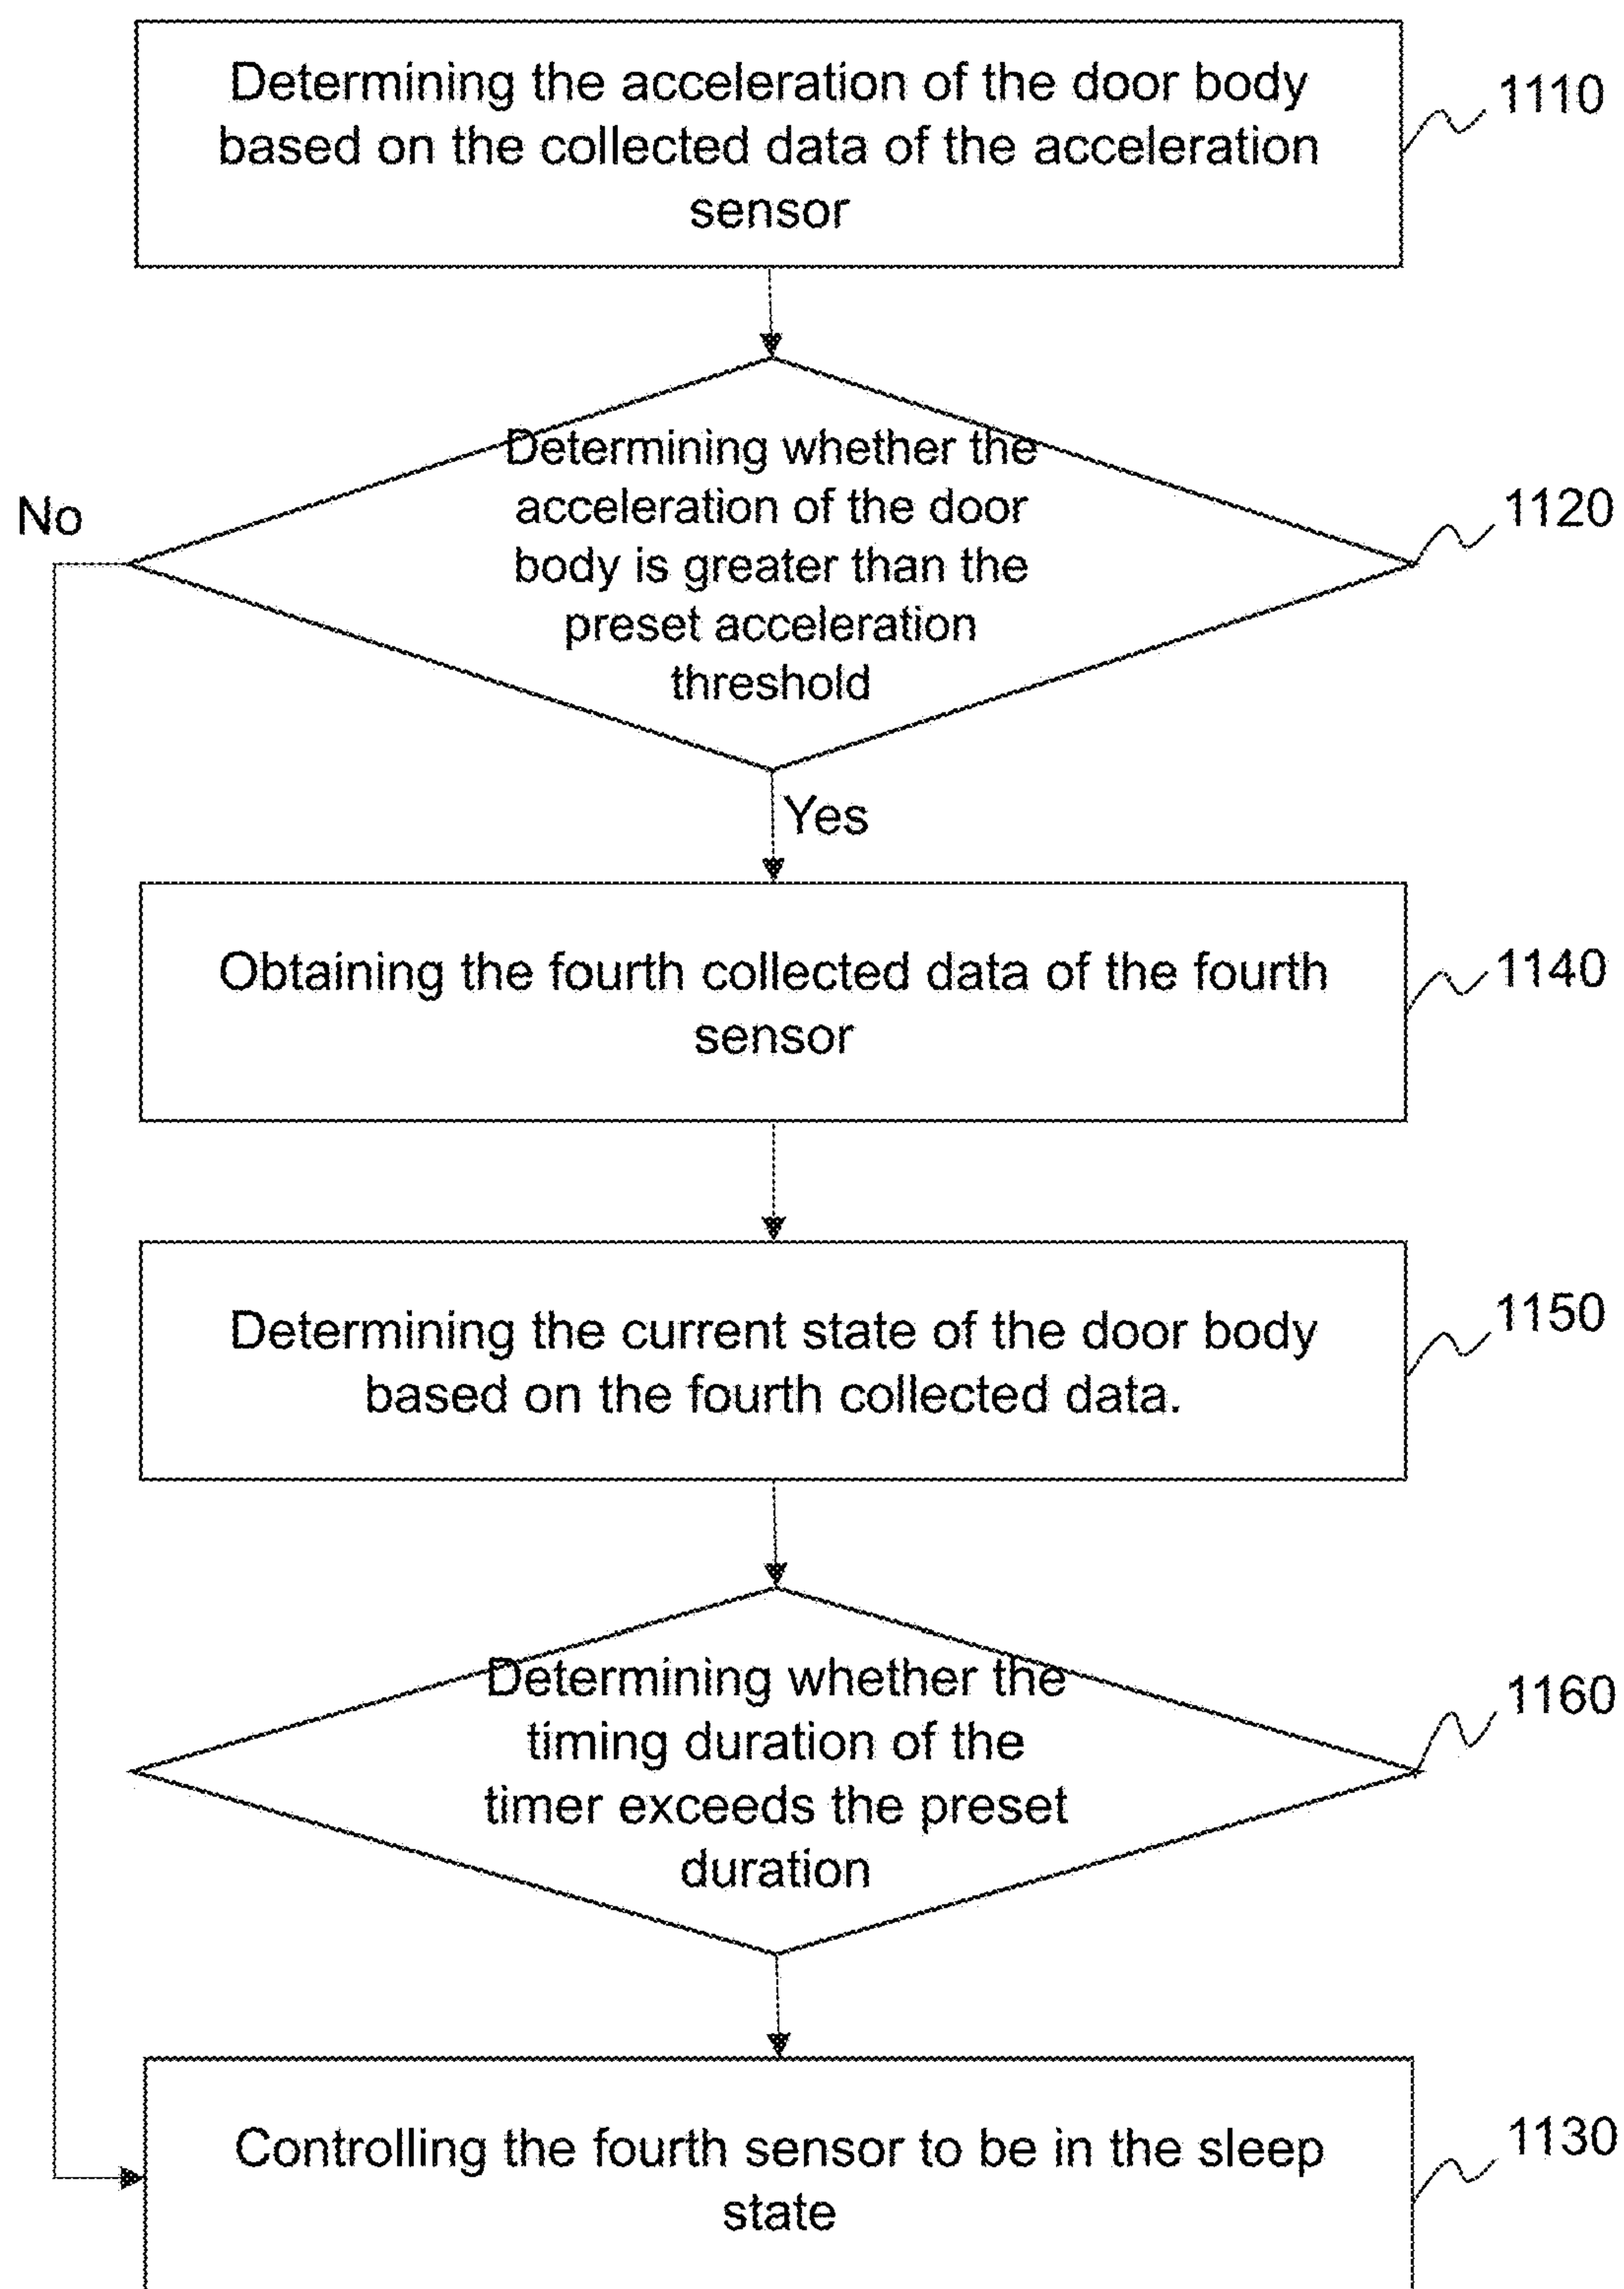 Determining the acceleration of the door body
based on the collected data of the acceleration
sensor
1110
Determining whether the
acceleration of the door
body is greater than the
preset acceleration
threshold
1120
No
Yes
Obtaining the fourth collected data of the fourth
sensor
1140
Determining the current state of the door body
based on the fourth collected data.
1150
Determining whether the
timing duration of the
timer exceeds the preset
duration
1160
Controlling the fourth sensor to be in the sleep
state
1130